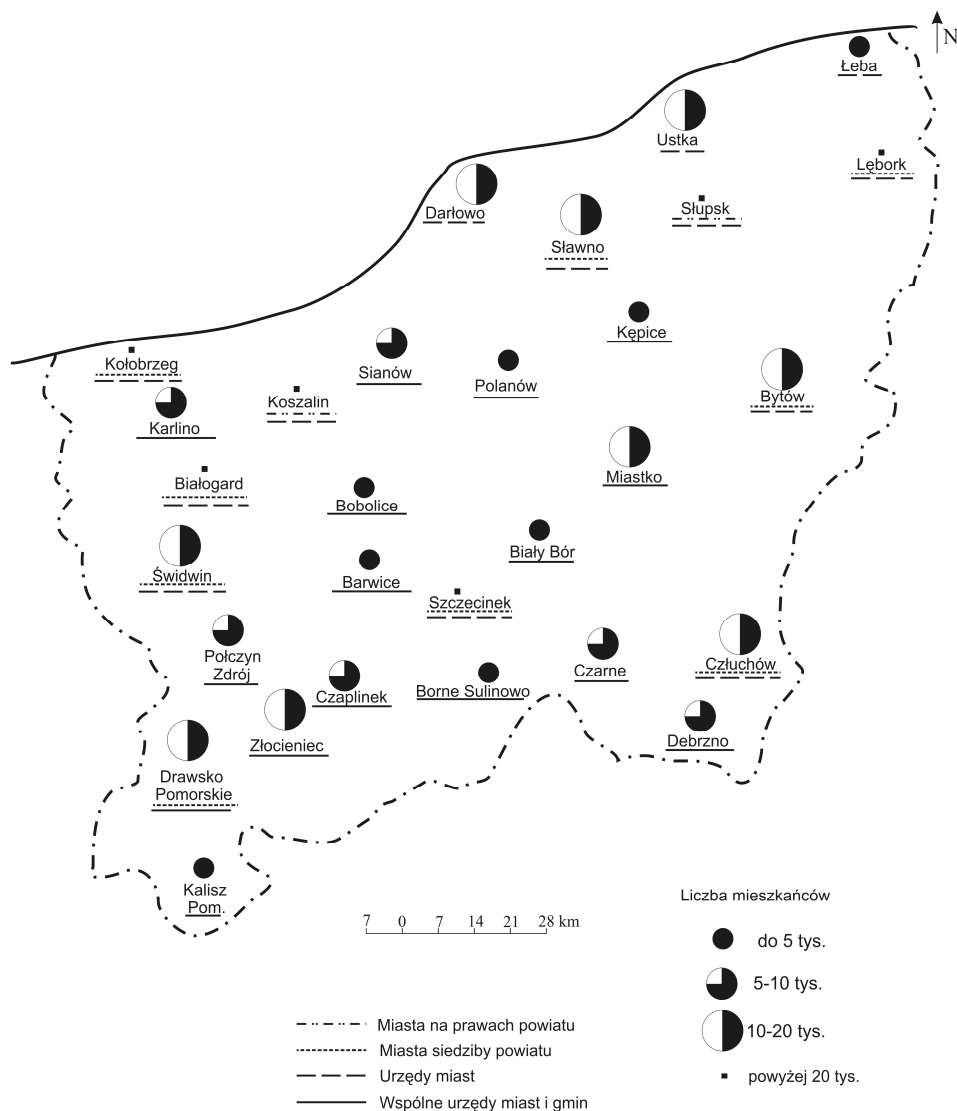 N
Łeba
Ustka
Lębork
Darłowo
Słupsk
Sławno
Kępice
Kołobrzeg
Sianów
Polanów
Koszalin
Bytów
Karlino
Miastko
Białogard
Bobolice
Biały Bór
Świdwin
Barwice
Szczecinek
Połczyn
Zdrój
Czaplinek
Borne Sulinowo
Czarne
Człuchów
Złocieniec
Debrzno
Drawsko
Pomorskie
Kalisz
Pom.
7 0 7 14 21 28 km
Liczba mieszkańców
do 5 tys.
5-10 tys.
10-20 tys.
powyżej 20 tys.
Miasta na prawach powiatu
Miasta siedziby powiatu
Urzędy miast
Wspólne urzędy miast i gmin